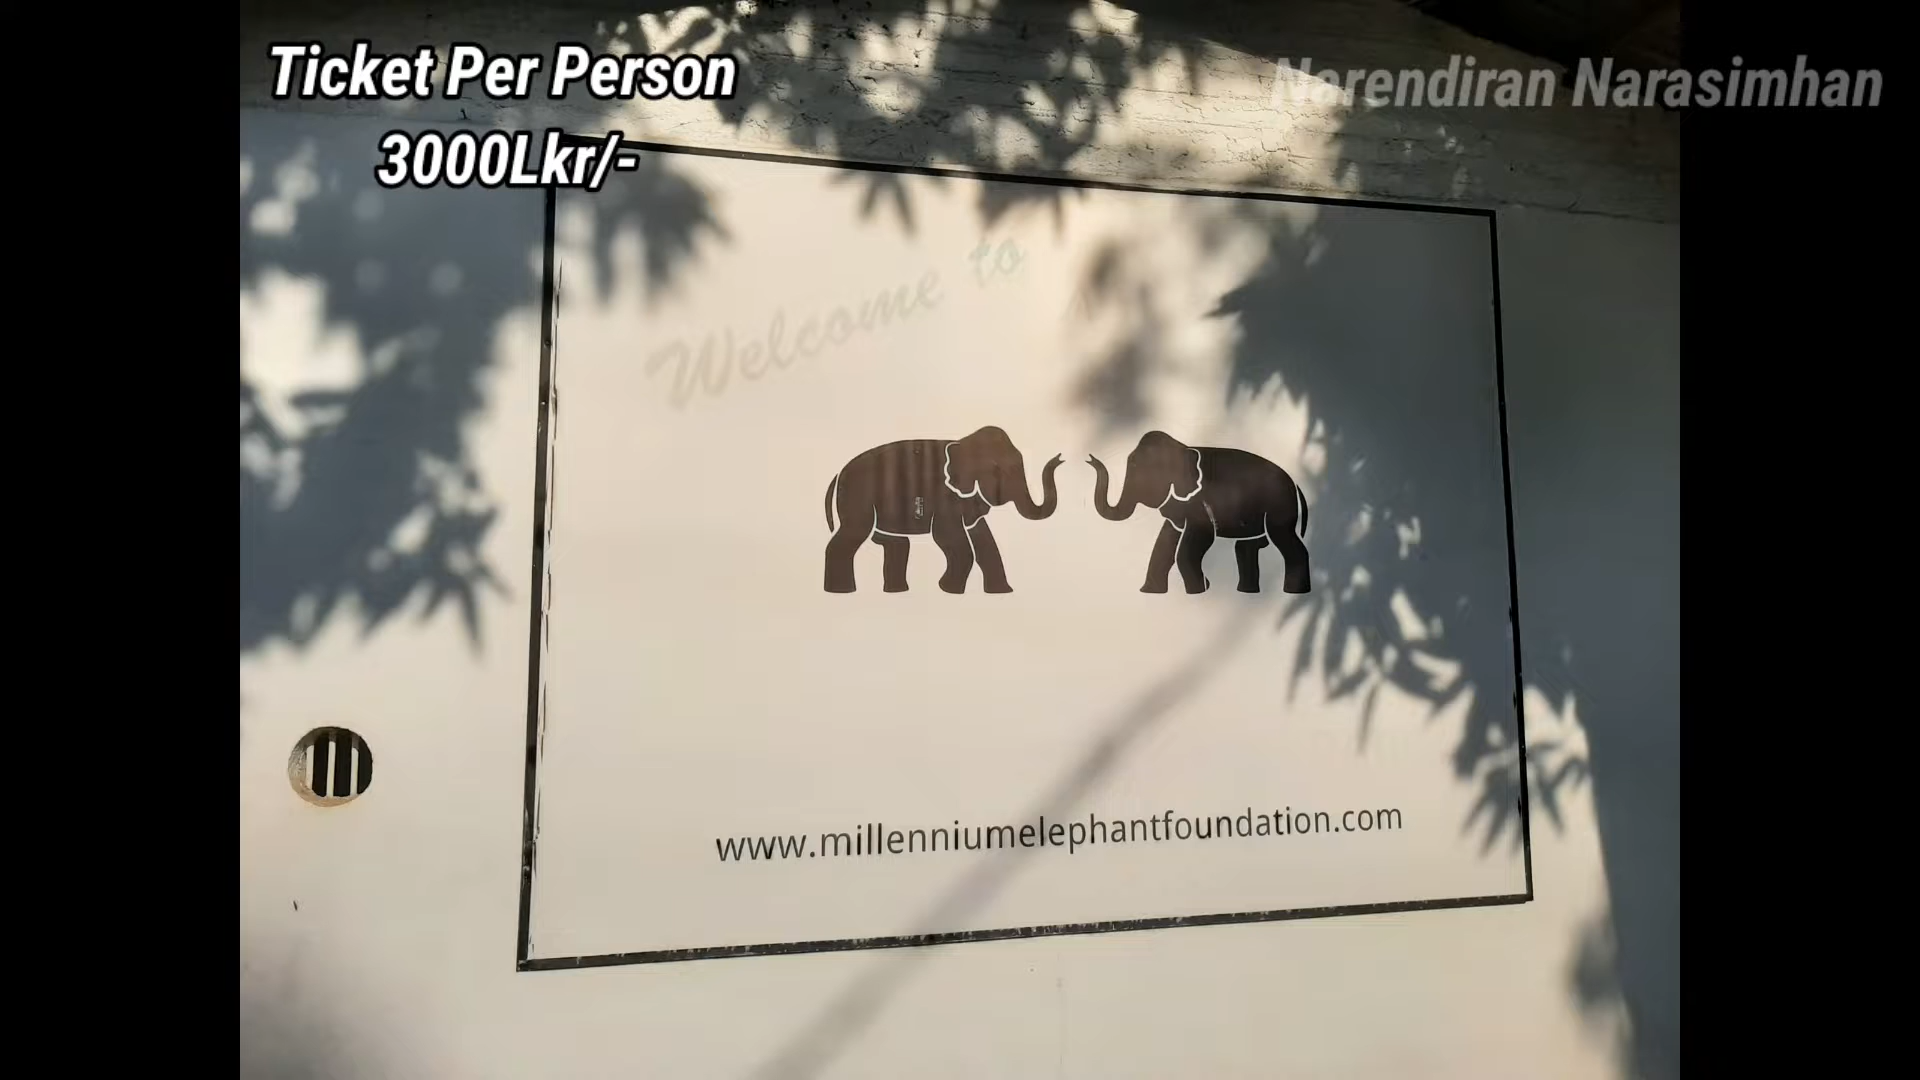 Ticket Per Person
3000Lkr/-
Narendiran Narasimhan
Welcome to
www.millenniumelephantfoundation.com